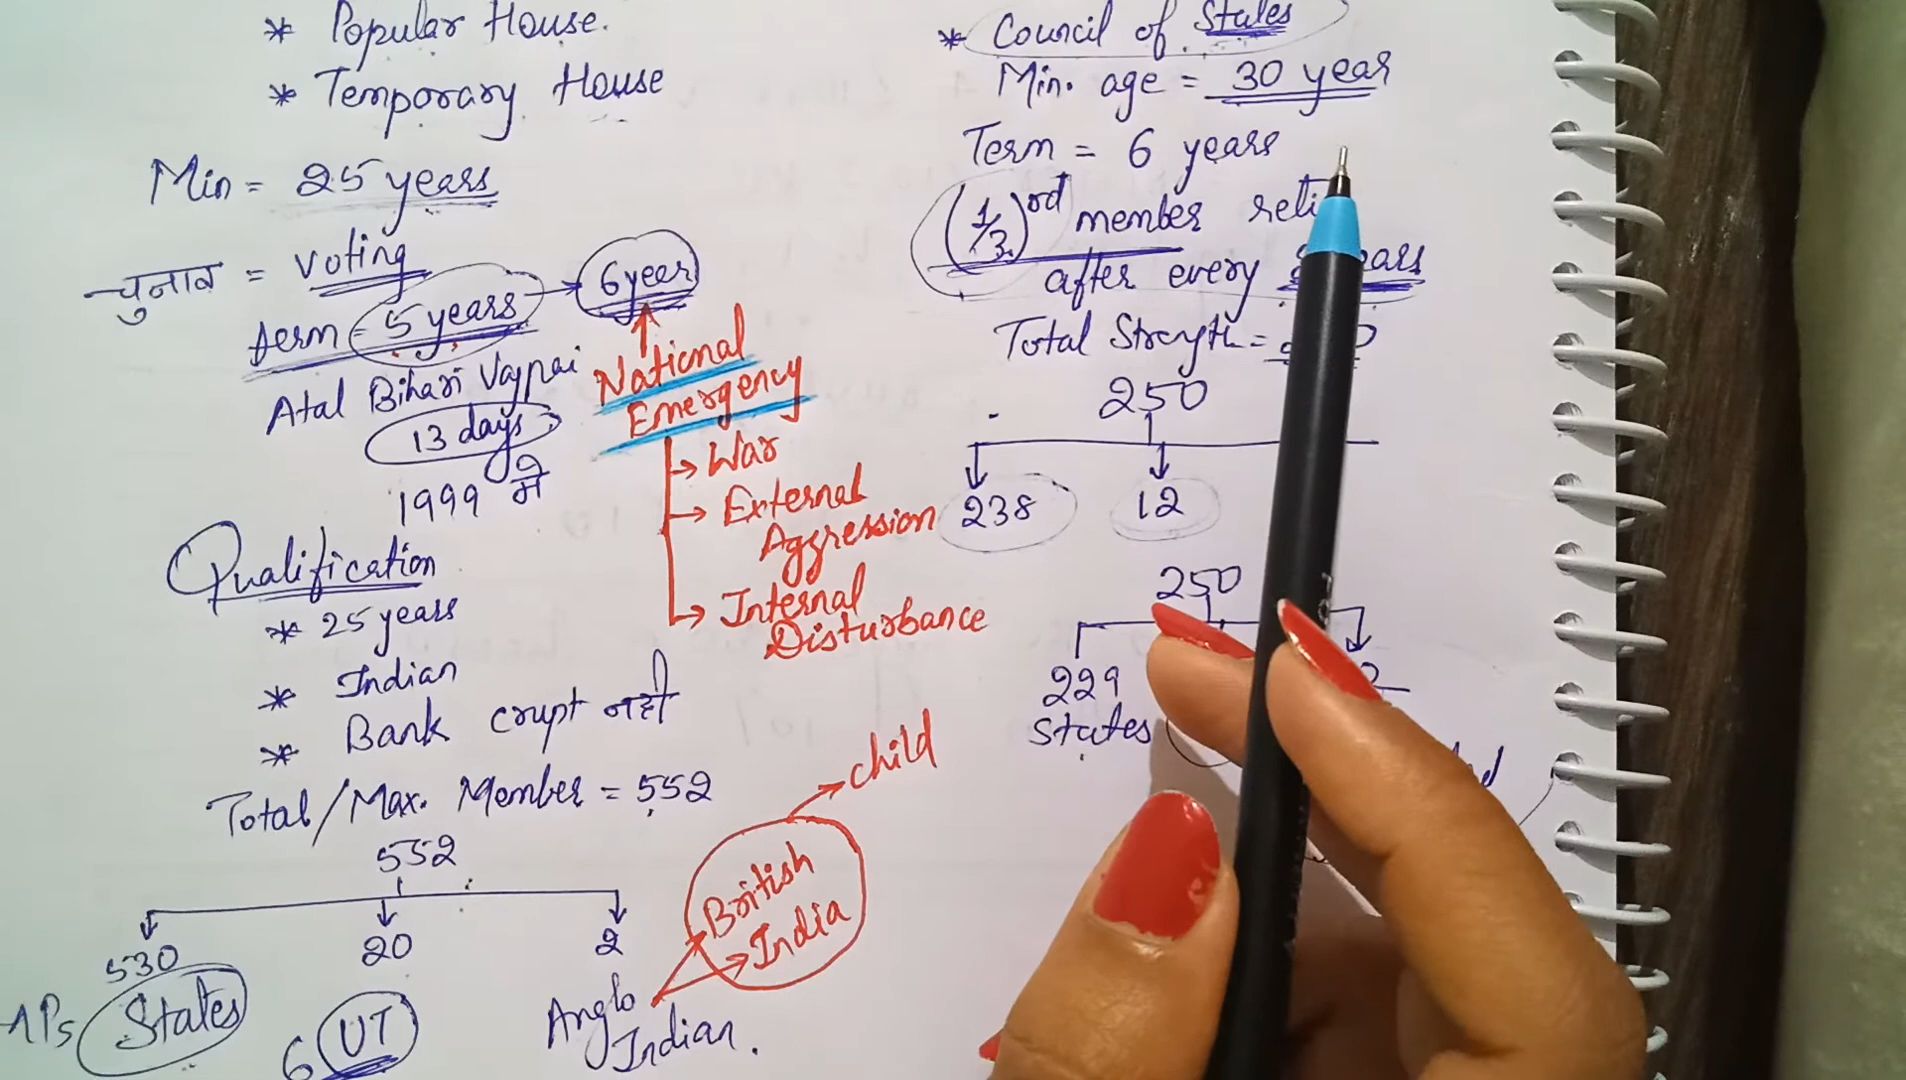 * Popular House.
* Temporary House
Min = 25 years
चुनाव = Voting
term = 5 years → 6 year
Atal Bihari Vajpai
13 days
1999 में
National
Emergency
→ War
→ External
Aggression
→ Internal
Disturbance
Qualification
* 25 years
* Indian
* Bank crupt नहीं
Total/Max. Member = 552
552
530 20 2
States
6 UT
Anglo
Indian.
British
India
child
* Council of States
Min. age = 30 year
Term = 6 years
(1/3)rd member
after every
Total Strength =
250
238 12
250
229
States